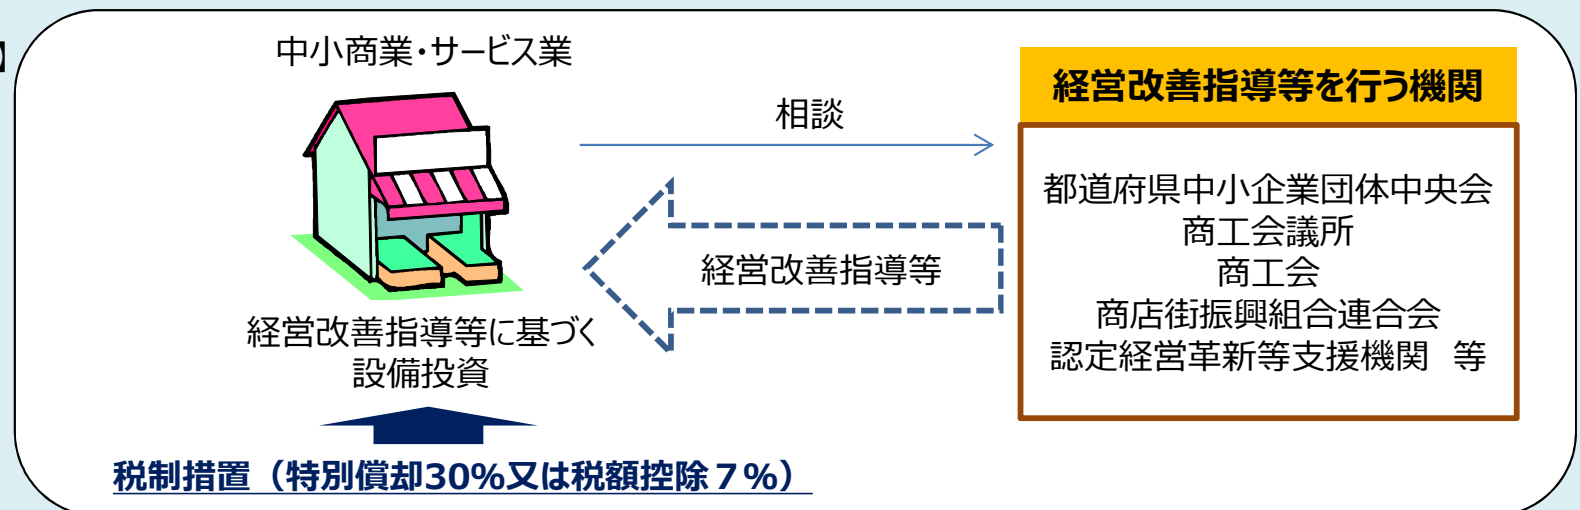 】
中小商業・サービス業
相談
経営改善指導等
経営改善指導等に基づく
設備投資
税制措置（特別償却30%又は税額控除７%）
経営改善指導等を行う機関
都道府県中小企業団体中央会
商工会議所
商工会
商店街振興組合連合会
認定経営革新等支援機関　等